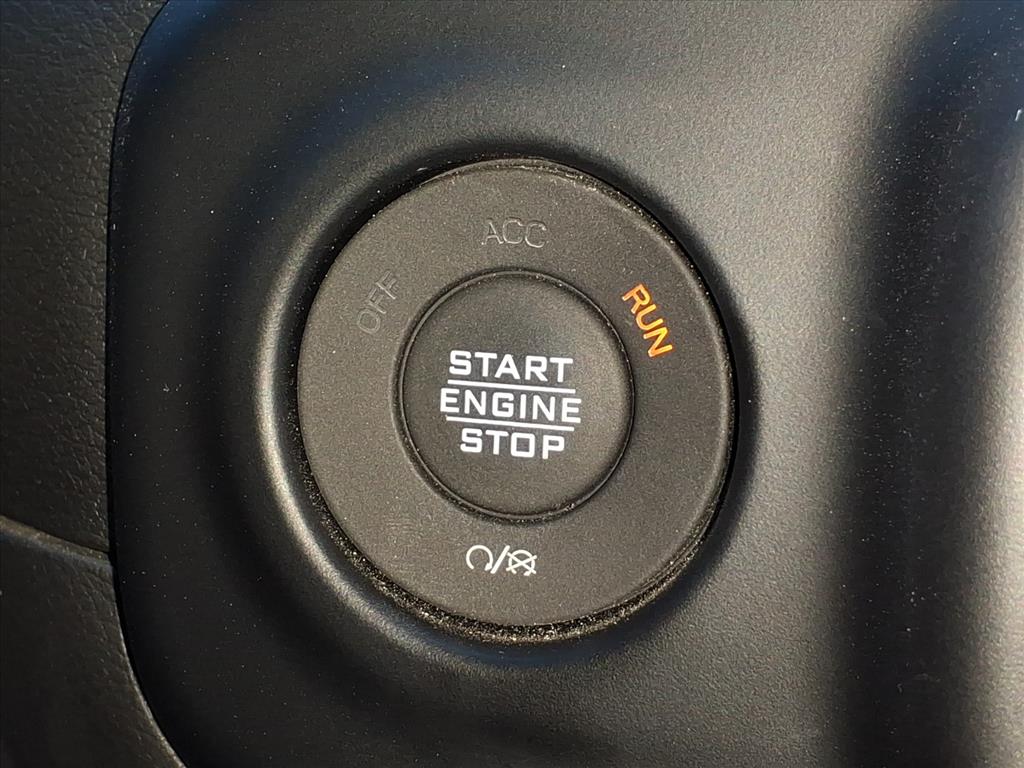 ACC
OFF
RUN
START
ENGINE
STOP